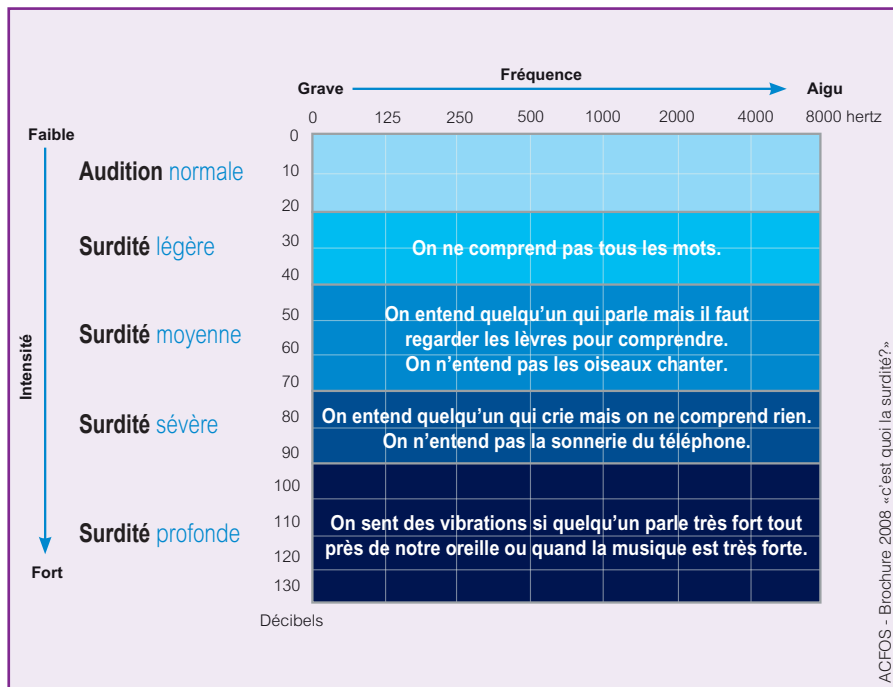 Fréquence
Grave
Aigu
0 125 250 500 1000 2000 4000 8000 hertz
Faible
Intensité
Fort
0
10
20
30
40
50
60
70
80
90
100
110
120
130
Décibels
Audition normale
Surdité légère
On ne comprend pas tous les mots.
Surdité moyenne
On entend quelqu'un qui parle mais il faut
regarder les lèvres pour comprendre.
On n'entend pas les oiseaux chanter.
Surdité sévère
On entend quelqu'un qui crie mais on ne comprend rien.
On n'entend pas la sonnerie du téléphone.
Surdité profonde
On sent des vibrations si quelqu'un parle très fort tout
près de notre oreille ou quand la musique est très forte.
ACFOS - Brochure 2008 «c'est quoi la surdité?»